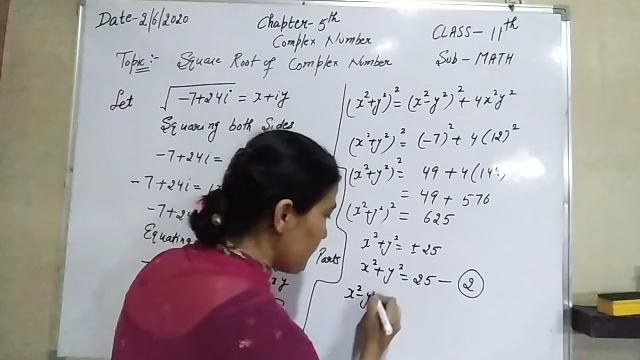 Date-2/6/2020
Chapter-5th
Complex Number
CLASS-11th
Sub-MATH
Topic:- Square Root of Complex Number
Let √-7+24i = x+iy
Squaring both Sides
-7+24i =
-7+24i =
-7+24
Equating
Parts
xy
(x²+y²)² = (x²-y²)² + 4x²y²
(x²+y²)² = (-7)² + 4(12)²
(x²+y²)² = 49 + 4(14
= 49 + 576
(x²+y²)² = 625
x²+y² = ±25
x²+y² = 25 — ②
x²-y